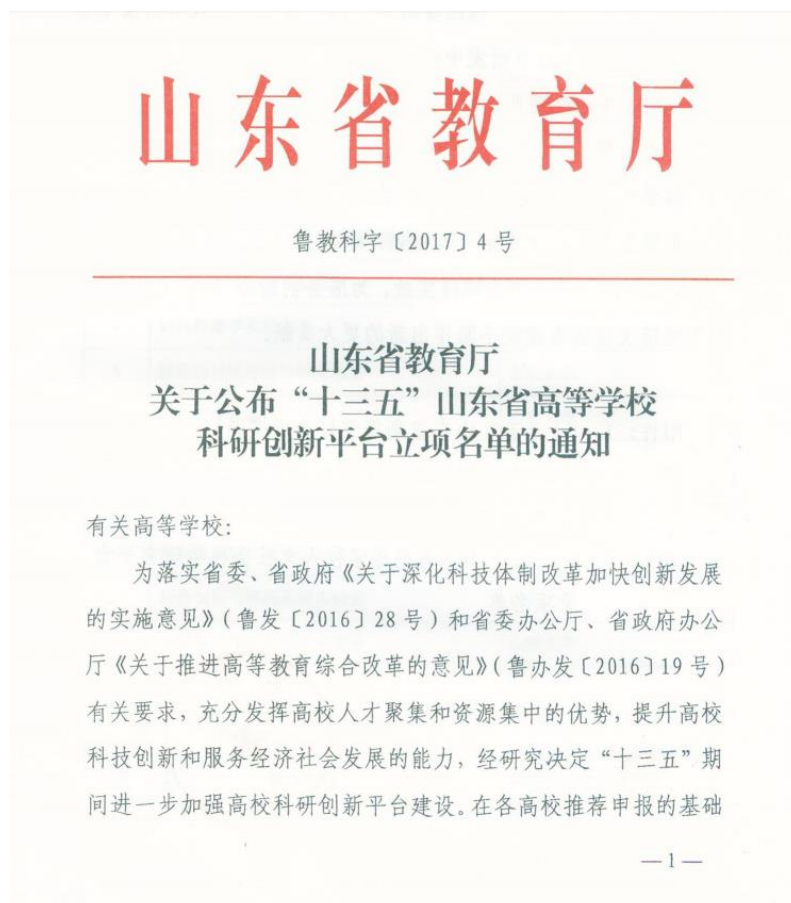 山东省教育厅
鲁教科字〔2017〕4号
山东省教育厅
关于公布“十三五”山东省高等学校
科研创新平台立项名单的通知
有关高等学校：
为落实省委、省政府《关于深化科技体制改革加快创新发展
的实施意见》（鲁发〔2016〕28号）和省委办公厅、省政府办公
厅《关于推进高等教育综合改革的意见》（鲁办发〔2016〕19号）
有关要求，充分发挥高校人才聚集和资源集中的优势，提升高校
科技创新和服务经济社会发展的能力，经研究决定“十三五”期
间进一步加强高校科研创新平台建设。在各高校推荐申报的基础
—1—